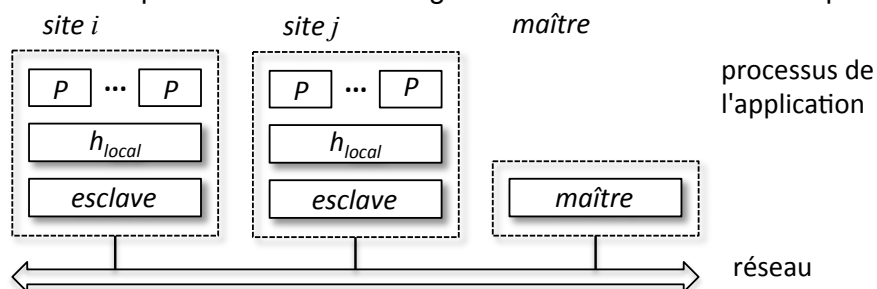 site i site j maître
P ... P P ... P
processus de
l'application
h_local h_local
esclave esclave maître
réseau